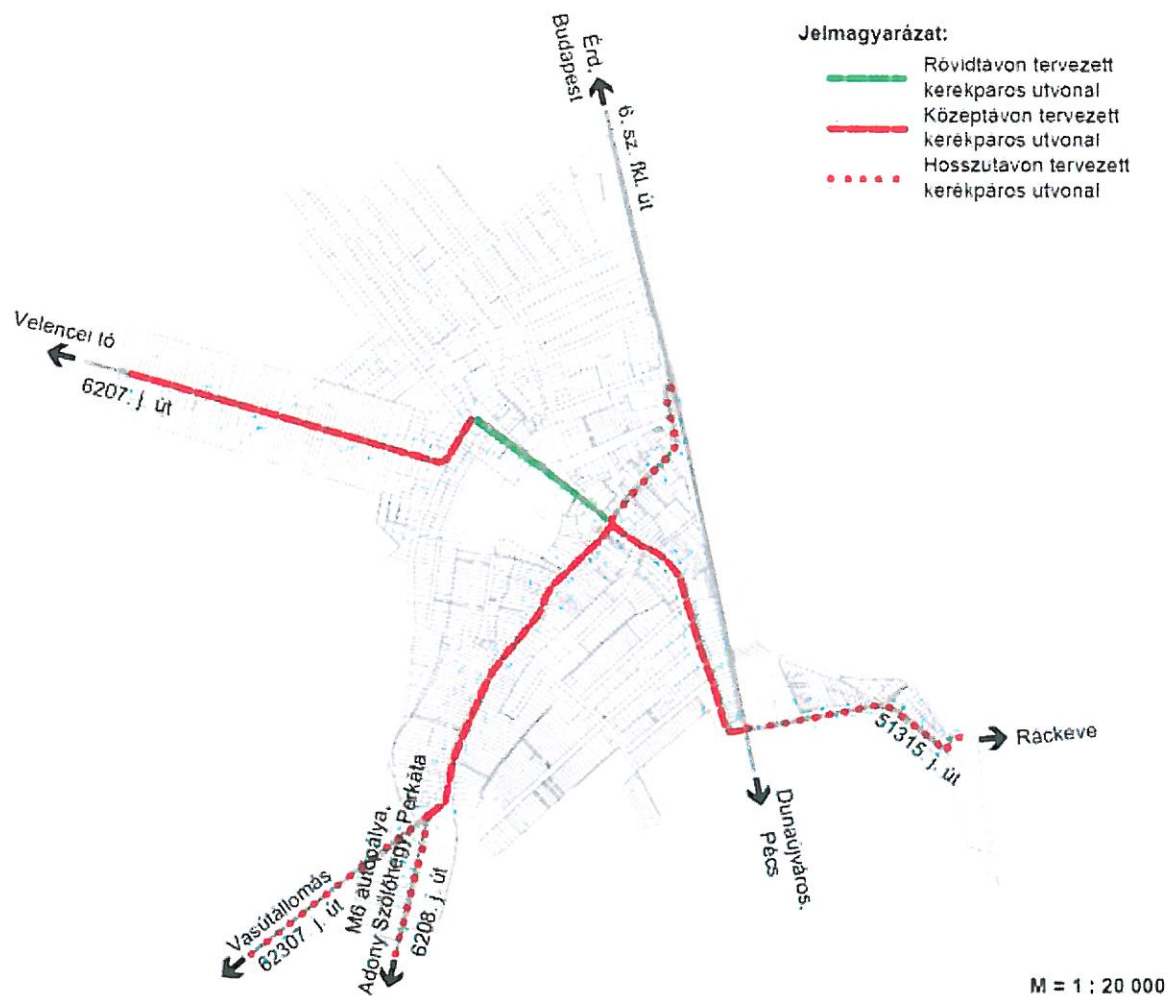 Jelmagyarázat:
Rövidtávon tervezett
kerékpáros utvonal
Középtávon tervezett
kerékpáros utvonal
Hosszutávon tervezett
kerékpáros utvonal
Érd,
Budapest
6. sz. fkl. út
Velencei tó
6207. j. út
51315. j. út
Ráckeve
Dunaújváros,
Pécs
Vasútállomás
62307. j. út
M6 autópálya,
Adony Szőlőhegy Perkáta
6208. j. út
M = 1 : 20 000